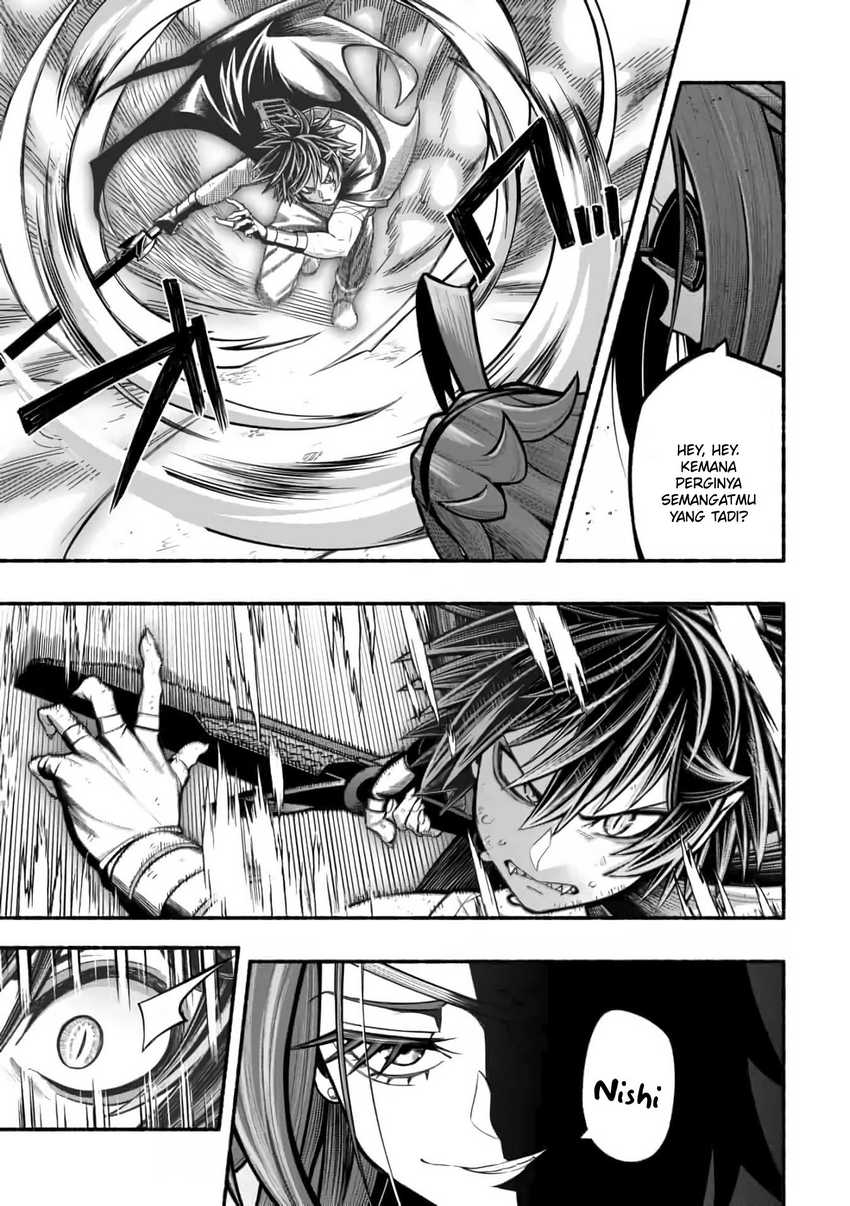 HEY, HEY.
KEMANA
PERGINYA
SEMANGATMU
YANG TADI?
Nishi